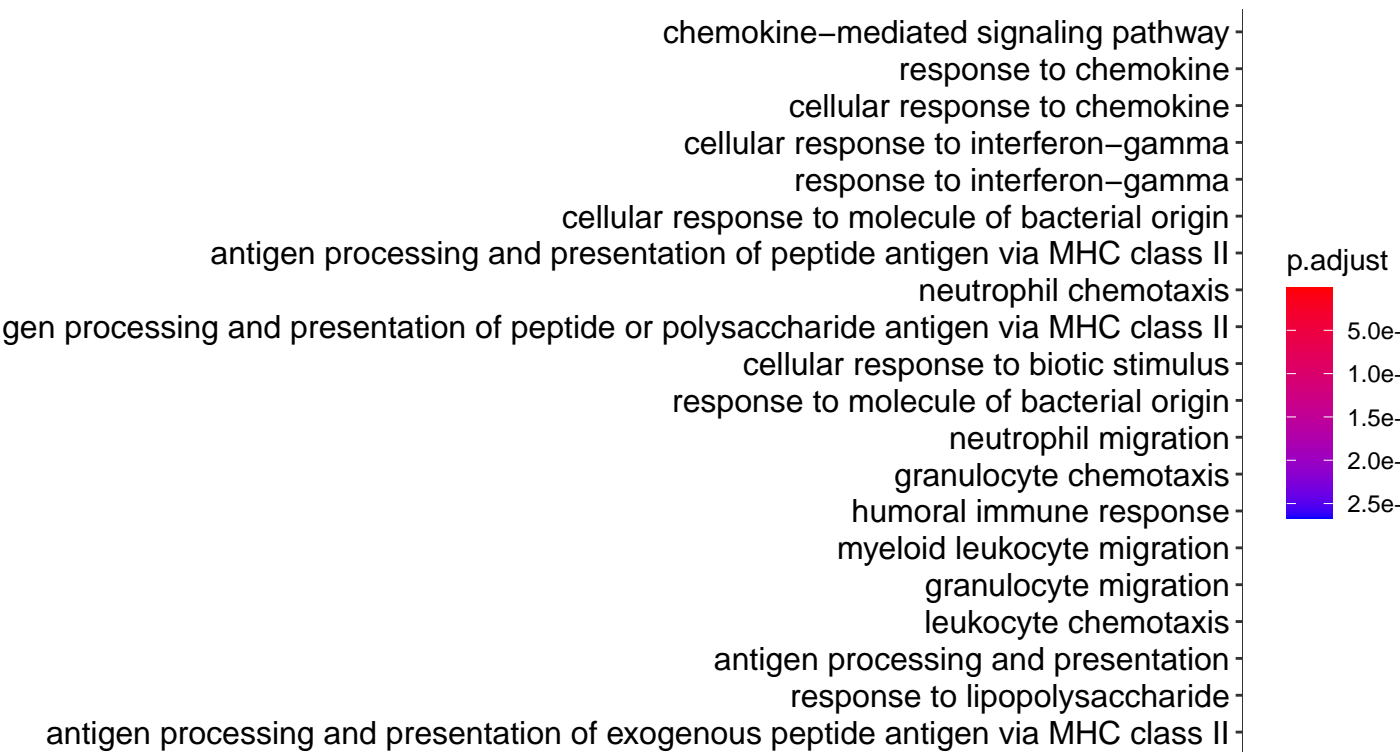 chemokine−mediated signaling pathway
response to chemokine
cellular response to chemokine
cellular response to interferon−gamma
response to interferon−gamma
cellular response to molecule of bacterial origin
antigen processing and presentation of peptide antigen via MHC class II
neutrophil chemotaxis
gen processing and presentation of peptide or polysaccharide antigen via MHC class II
cellular response to biotic stimulus
response to molecule of bacterial origin
neutrophil migration
granulocyte chemotaxis
humoral immune response
myeloid leukocyte migration
granulocyte migration
leukocyte chemotaxis
antigen processing and presentation
response to lipopolysaccharide
antigen processing and presentation of exogenous peptide antigen via MHC class II
p.adjust
5.0e-
1.0e-
1.5e-
2.0e-
2.5e-